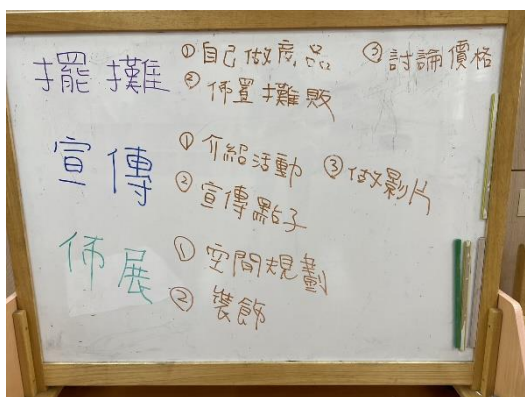 擺攤
①自己做商品
②佈置攤販
③討論價格
宣傳
①介紹活動
②宣傳點子
③做影片
佈展
①空間規劃
②裝飾